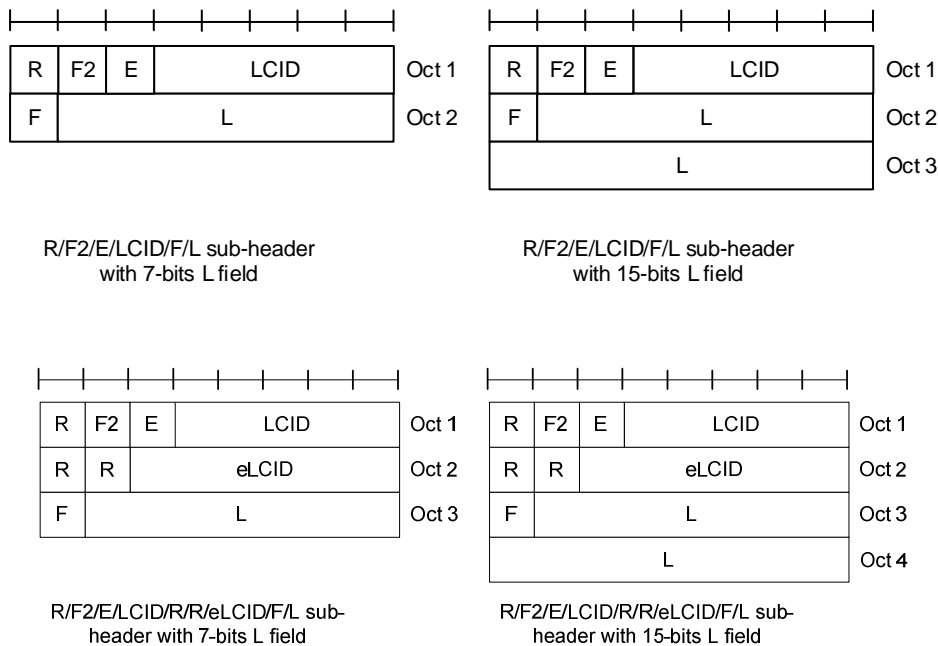 R F2 E LCID Oct 1
F L Oct 2
R/F2/E/LCID/F/L sub-header
with 7-bits L field
R F2 E LCID Oct 1
F L Oct 2
L Oct 3
R/F2/E/LCID/F/L sub-header
with 15-bits L field
R F2 E LCID Oct 1
R R eLCID Oct 2
F L Oct 3
R/F2/E/LCID/R/R/eLCID/F/L sub-
header with 7-bits L field
R F2 E LCID Oct 1
R R eLCID Oct 2
F L Oct 3
L Oct 4
R/F2/E/LCID/R/R/eLCID/F/L sub-
header with 15-bits L field